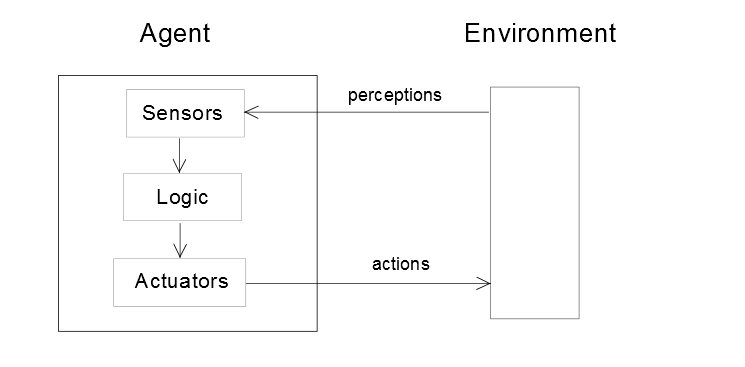 Agent
Environment
perceptions
Sensors
Logic
actions
Actuators